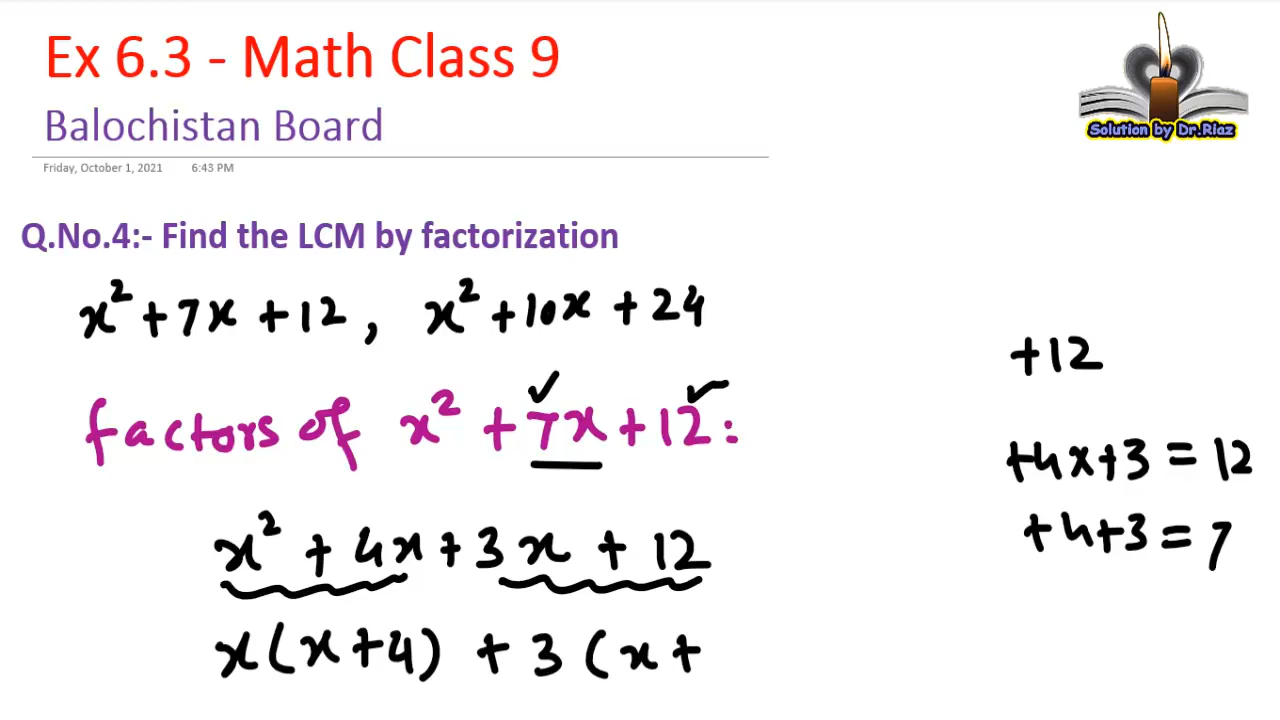 Ex 6.3 - Math Class 9
Balochistan Board
Friday, October 1, 2021 6:43 PM
Solution by Dr.Riaz
Q.No.4:- Find the LCM by factorization
x² + 7x + 12, x² + 10x + 24
factors of x² + 7x + 12:
x² + 4x + 3x + 12
x(x+4) + 3(x+
+12
+4x+3 = 12
+4+3 = 7